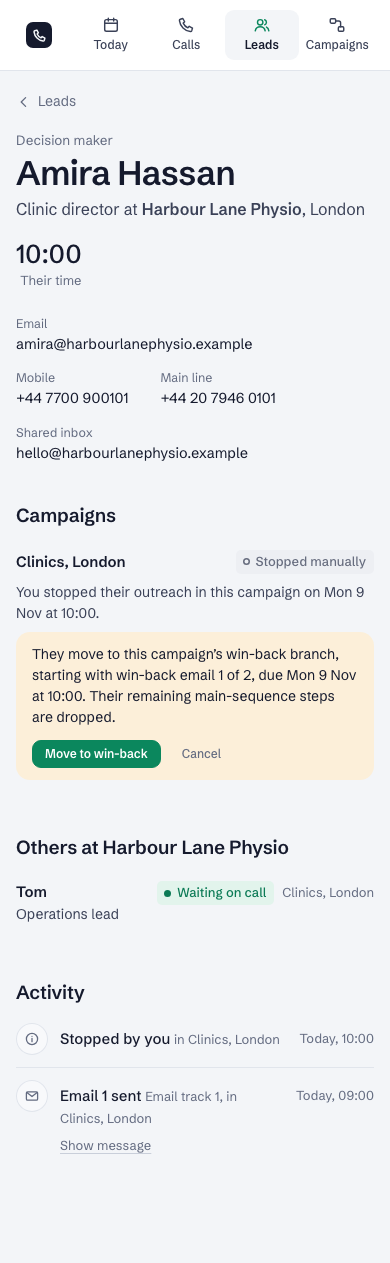 Today
Calls
Leads
Campaigns
Leads
Decision maker
Amira Hassan
Clinic director at Harbour Lane Physio, London
10:00
Their time
Email
amira@harbourlanephysio.example
Mobile
Main line
+44 7700 900101
+44 20 7946 0101
Shared inbox
hello@harbourlanephysio.example
Campaigns
Clinics, London
Stopped manually
You stopped their outreach in this campaign on Mon 9
Nov at 10:00.
They move to this campaign's win-back branch,
starting with win-back email 1 of 2, due Mon 9 Nov
at 10:00. Their remaining main-sequence steps
are dropped.
Move to win-back
Cancel
Others at Harbour Lane Physio
Tom
Waiting on call
Clinics, London
Operations lead
Activity
Stopped by you in Clinics, London
Today, 10:00
Email 1 sent Email track 1, in
Today, 09:00
Clinics, London
Show message